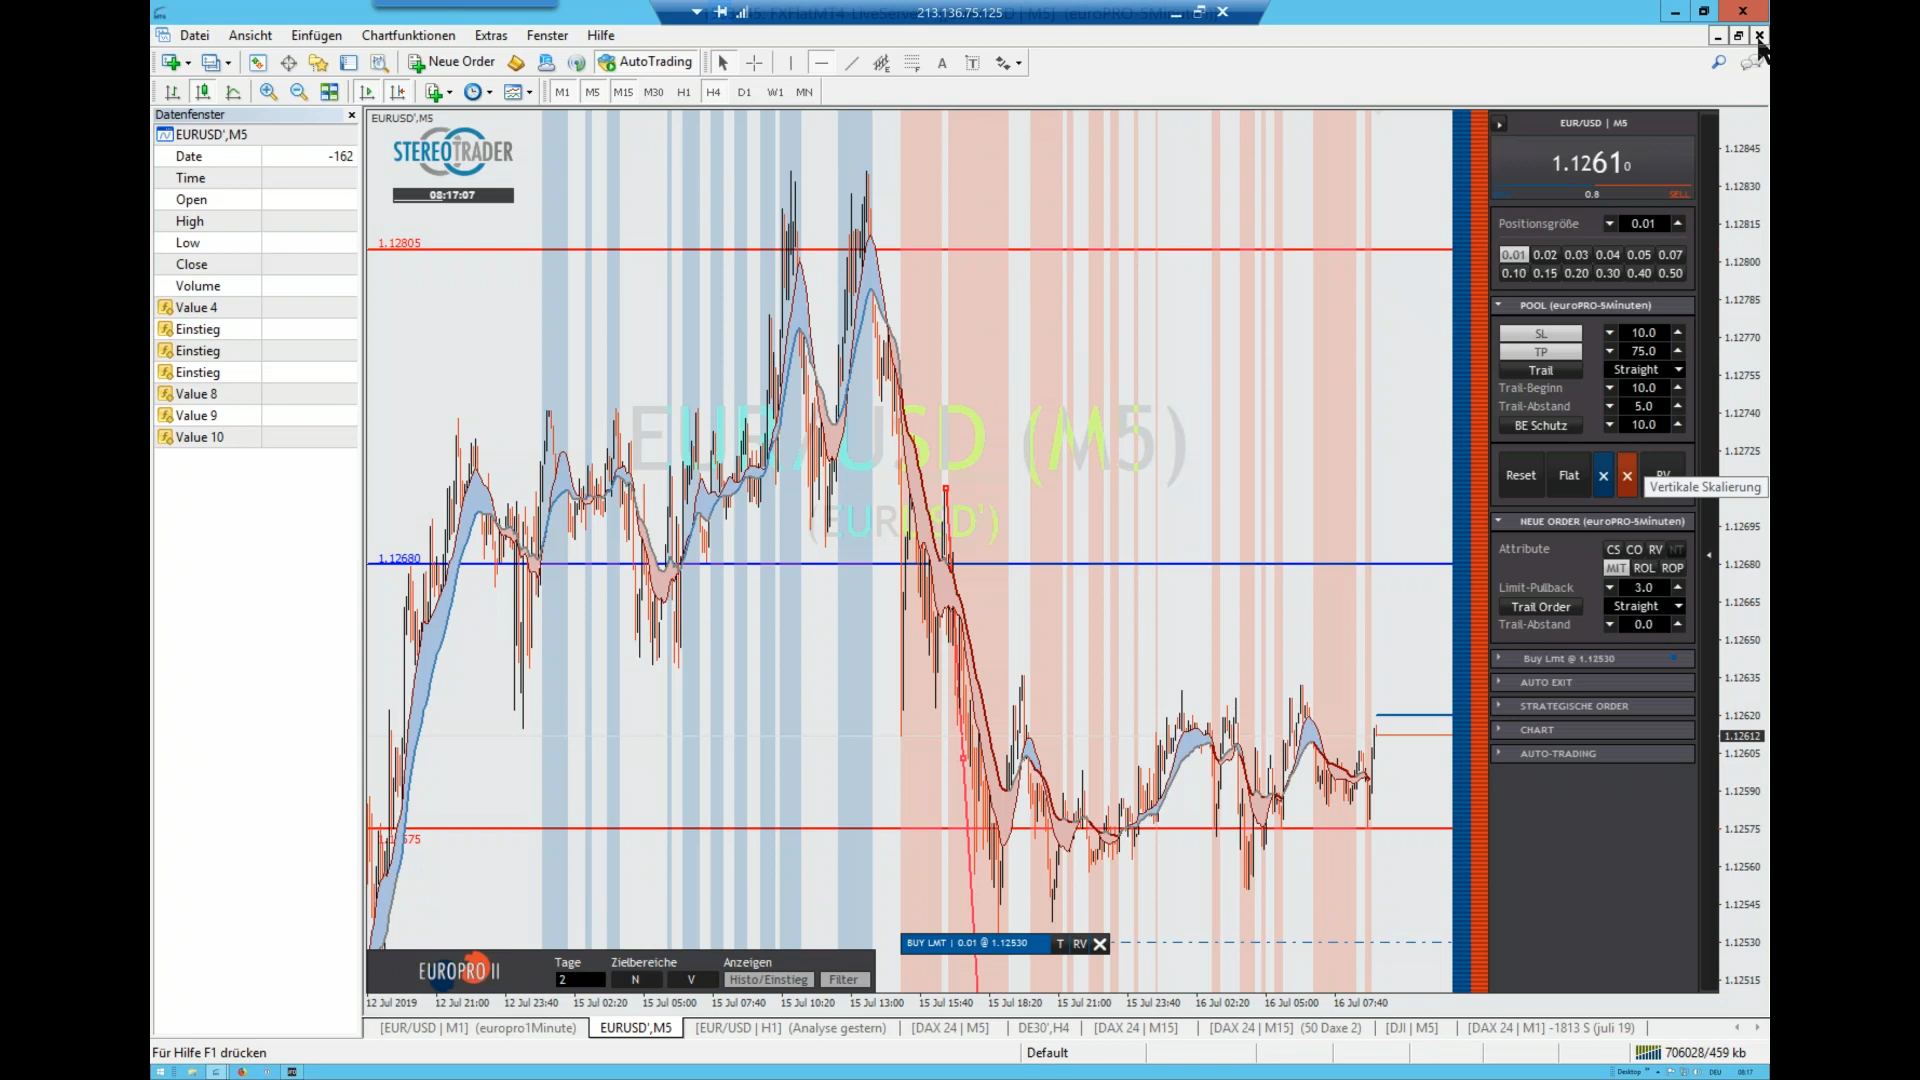 213.136.75.125
Datei Ansicht Einfügen Chartfunktionen Extras Fenster Hilfe
Neue Order AutoTrading
M1 M5 M15 M30 H1 H4 D1 W1 MN
Datenfenster
EURUSD',M5
Date -162
Time
Open
High
Low
Close
Volume
Value 4
Einstieg
Einstieg
Einstieg
Value 8
Value 9
Value 10
EURUSD',M5
STEREOTRADER
08:17:07
1.12805
1.12680
EUR/USD (M5)
(EURUSD')
BUY LMT | 0.01 @ 1.12530 T RV
EUROPRO II
Tage Zielbereiche Anzeigen
2 N V Histo/Einstieg Filter
12 Jul 2019 12 Jul 21:00 12 Jul 23:40 15 Jul 02:20 15 Jul 05:00 15 Jul 07:40 15 Jul 10:20 15 Jul 13:00 15 Jul 15:40 15 Jul 18:20 15 Jul 21:00 15 Jul 23:40 16 Jul 02:20 16 Jul 05:00 16 Jul 07:40
EUR/USD | M5
1.12610
0.8 SELL
Positionsgröße 0.01
0.01 0.02 0.03 0.04 0.05 0.07
0.10 0.15 0.20 0.30 0.40 0.50
POOL (euroPRO-5Minuten)
SL 10.0
TP 75.0
Trail Straight
Trail-Beginn 10.0
Trail-Abstand 5.0
BE Schutz 10.0
Reset Flat × × RV
Vertikale Skalierung
NEUE ORDER (euroPRO-5Minuten)
Attribute CS CO RV NT
MIT ROL ROP
Limit-Pullback 3.0
Trail Order Straight
Trail-Abstand 0.0
Buy Lmt @ 1.12530
AUTO EXIT
STRATEGISCHE ORDER
CHART
AUTO-TRADING
1.12845
1.12830
1.12815
1.12800
1.12785
1.12770
1.12755
1.12740
1.12725
1.12695
1.12680
1.12665
1.12650
1.12635
1.12620
1.12612
1.12605
1.12590
1.12575
1.12560
1.12545
1.12530
1.12515
[EUR/USD | M1] (europro1Minute) EURUSD',M5 [EUR/USD | H1] (Analyse gestern) [DAX 24 | M5] DE30',H4 [DAX 24 | M15] [DAX 24 | M15] (50 Daxe 2) [DJI | M5] [DAX 24 | M1] -1813 S (juli 19)
Für Hilfe F1 drücken Default 706028/459 kb
Desktop DEU 08:17